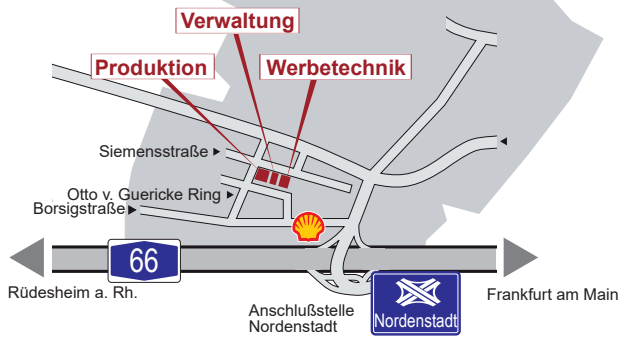 Verwaltung
Produktion
Werbetechnik
Siemensstraße
Otto v. Guericke Ring
Borsigstraße
66
Rüdesheim a. Rh.
Anschlußstelle
Nordenstadt
Nordenstadt
Frankfurt am Main